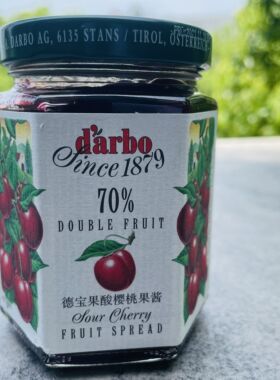 DARBO AG, 6135 STANS / TIROL, ÖSTERREICH
d'arbo
Since 1879
70%
DOUBLE FRUIT
德宝果酸樱桃果酱
Sour Cherry
FRUIT SPREAD